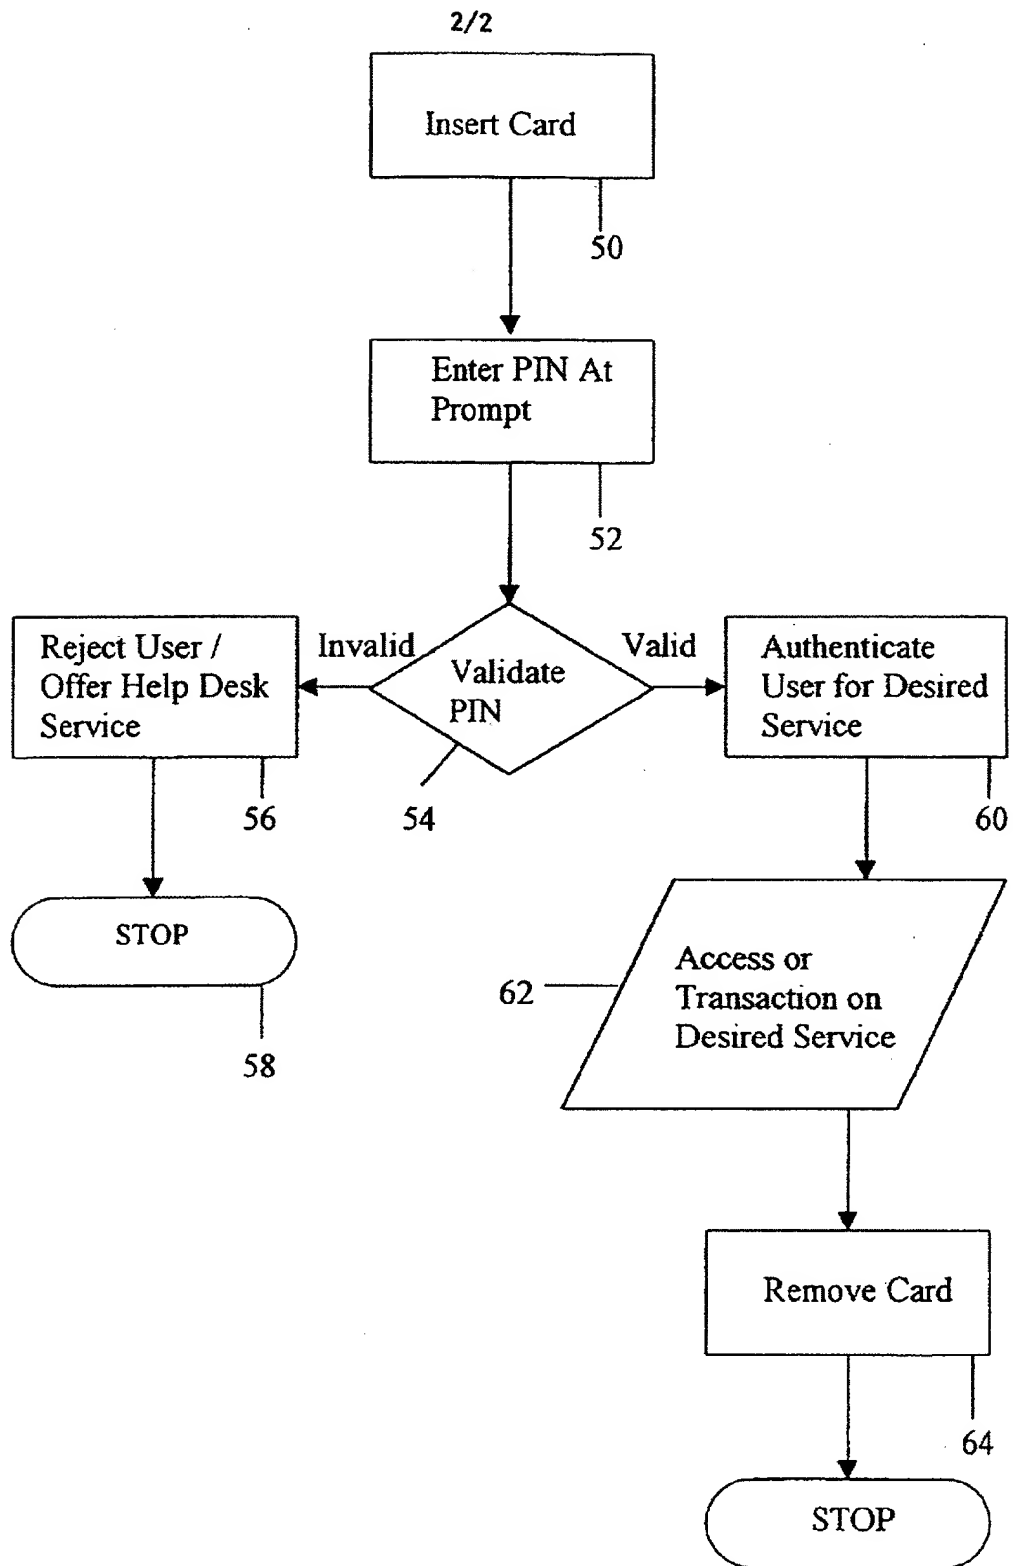 2/2
Insert Card
50
Enter PIN At
Prompt
52
Reject User /
Offer Help Desk
Service
Invalid
Validate
PIN
Valid
Authenticate
User for Desired
Service
56
54
60
STOP
58
62
Access or
Transaction on
Desired Service
Remove Card
64
STOP